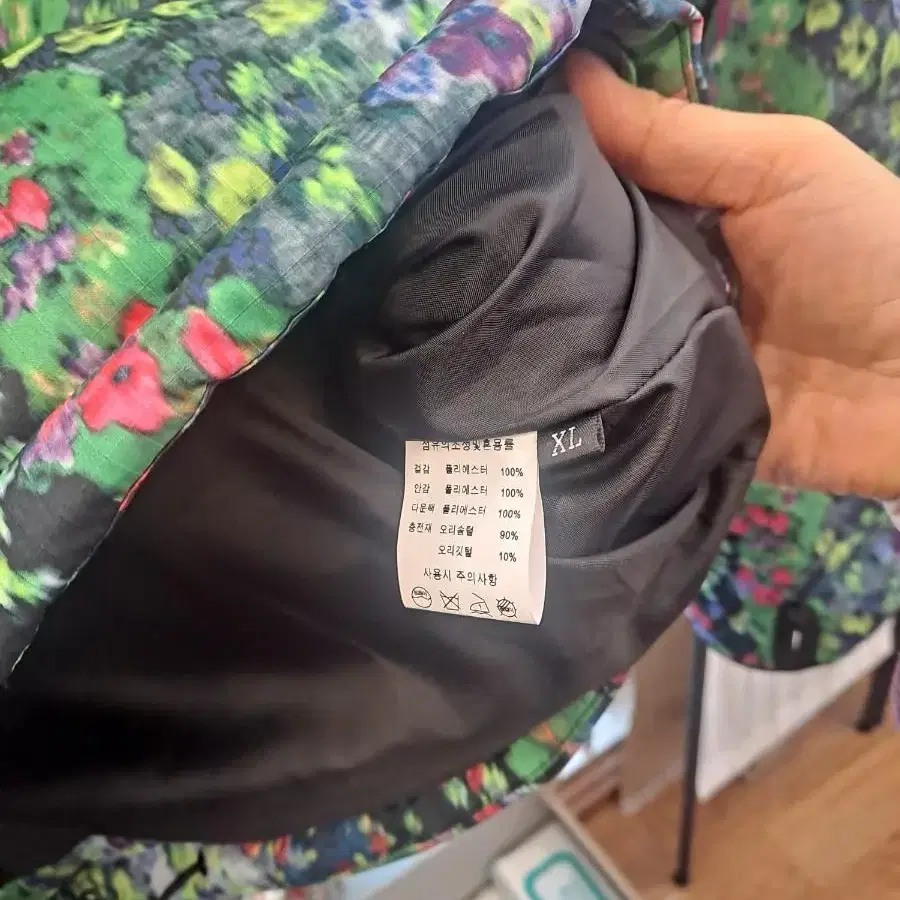 섬유의조성및혼용률
겉감 폴리에스터 100%
안감 폴리에스터 100%
다운백 폴리에스터 100%
충전재 오리솜털 90%
오리깃털 10%
사용시 주의사항
XL